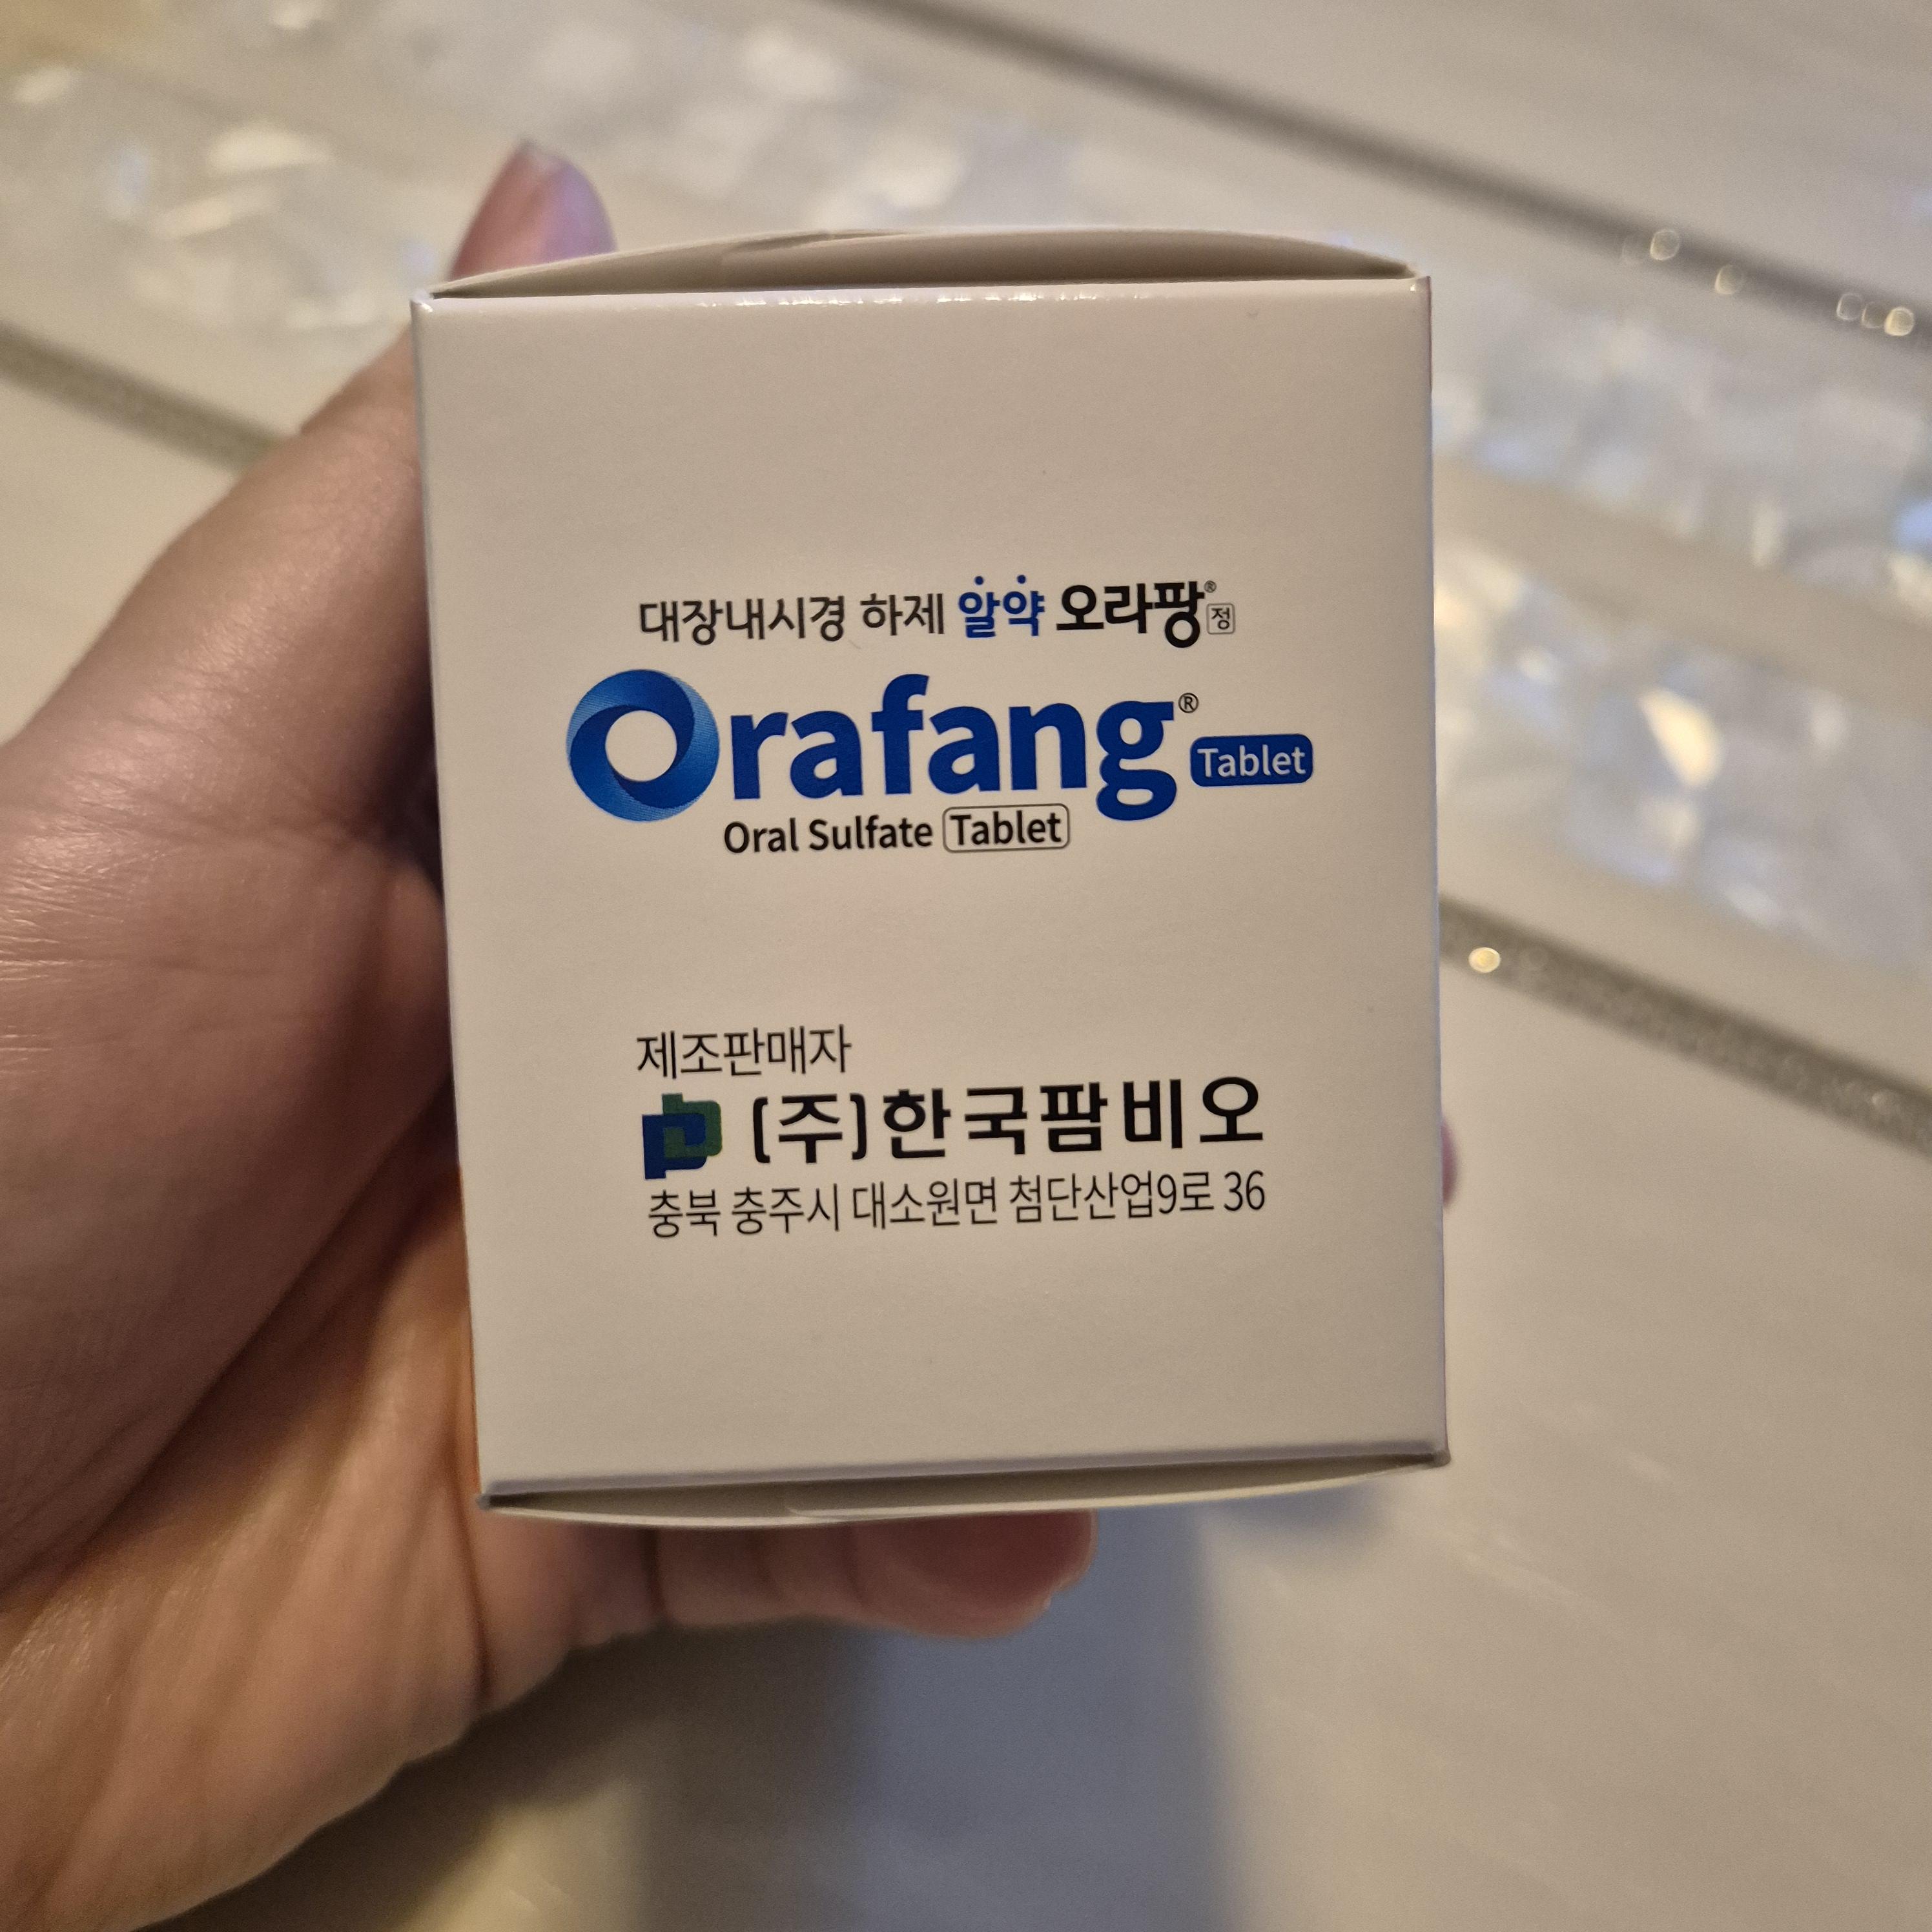 대장내시경 하제 알약 오라팡® 정
Orafang® Tablet
Oral Sulfate Tablet
제조판매자
(주)한국팜비오
충북 충주시 대소원면 첨단산업9로 36